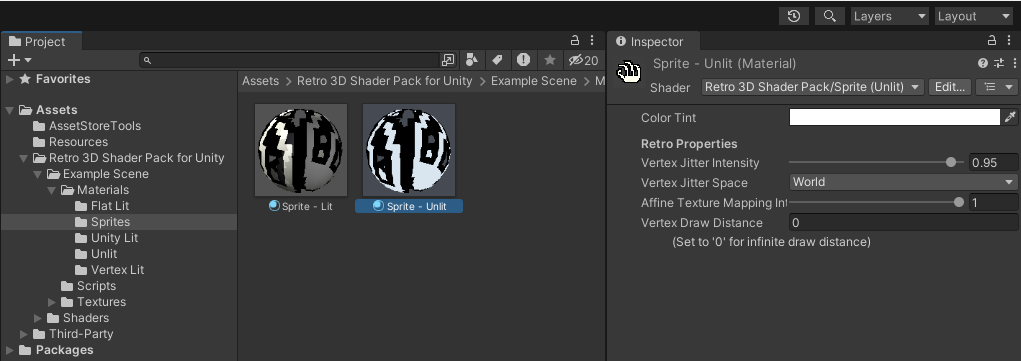 Layers
Layout
Project
20
Favorites
Assets
AssetStoreTools
Resources
Retro 3D Shader Pack for Unity
Example Scene
Materials
Flat Lit
Sprites
Unity Lit
Unlit
Vertex Lit
Scripts
Textures
Shaders
Third-Party
Packages
Assets > Retro 3D Shader Pack for Unity > Example Scene > M
Sprite - Lit
Sprite - Unlit
Inspector
Sprite - Unlit (Material)
Shader Retro 3D Shader Pack/Sprite (Unlit) Edit...
Color Tint
Retro Properties
Vertex Jitter Intensity 0.95
Vertex Jitter Space World
Affine Texture Mapping Int 1
Vertex Draw Distance 0
(Set to '0' for infinite draw distance)